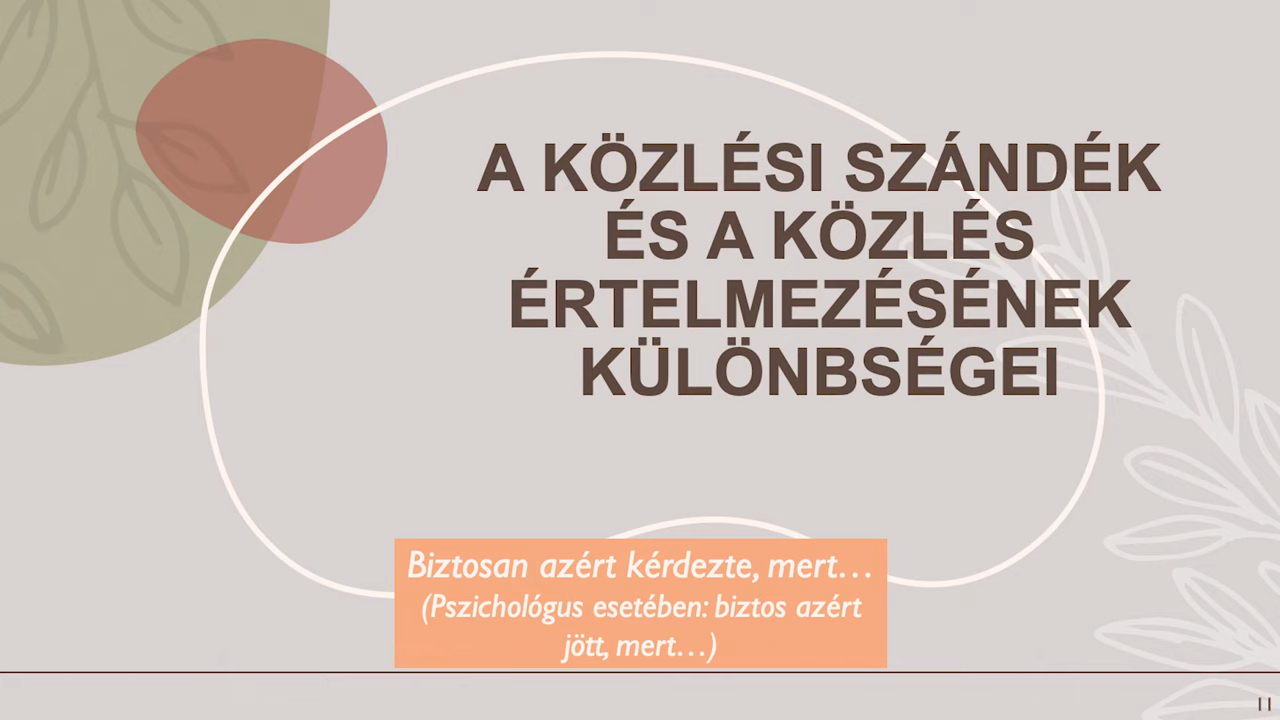 A KÖZLÉSI SZÁNDÉK
ÉS A KÖZLÉS
ÉRTELMEZÉSÉNEK
KÜLÖNBSÉGEI
Biztosan azért kérdezte, mert…
(Pszichológus esetében: biztos azért
jött, mert…)
11